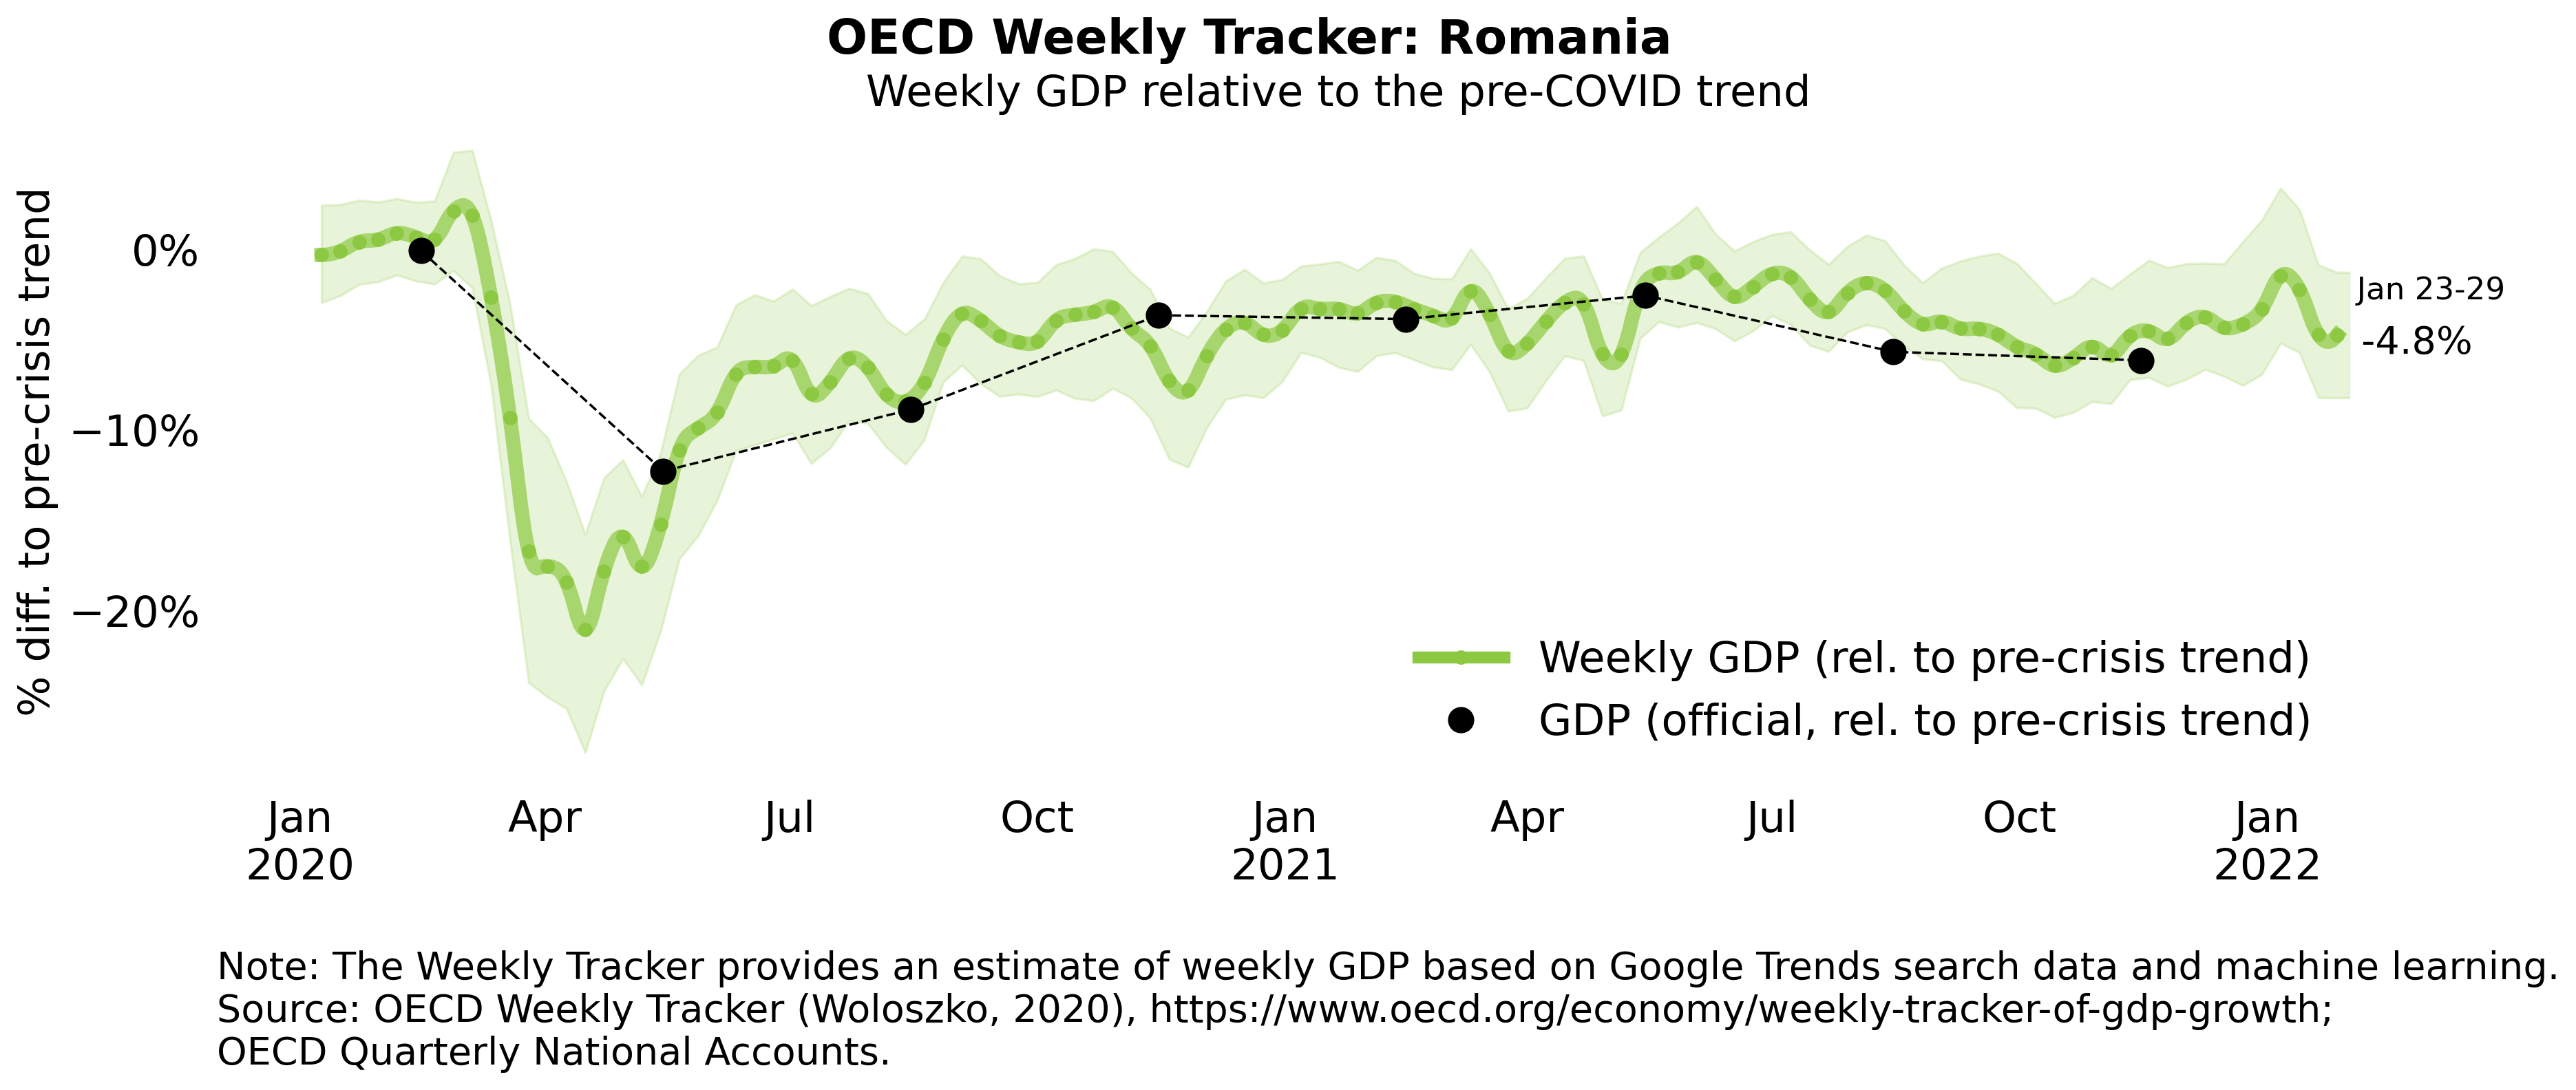 OECD Weekly Tracker: Romania
Weekly GDP relative to the pre-COVID trend
% diff. to pre-crisis trend
0%
−10%
−20%
Jan 23-29
-4.8%
Weekly GDP (rel. to pre-crisis trend)
GDP (official, rel. to pre-crisis trend)
Jan Apr Jul Oct Jan Apr Jul Oct Jan
2020 2021 2022
Note: The Weekly Tracker provides an estimate of weekly GDP based on Google Trends search data and machine learning.
Source: OECD Weekly Tracker (Woloszko, 2020), https://www.oecd.org/economy/weekly-tracker-of-gdp-growth;
OECD Quarterly National Accounts.